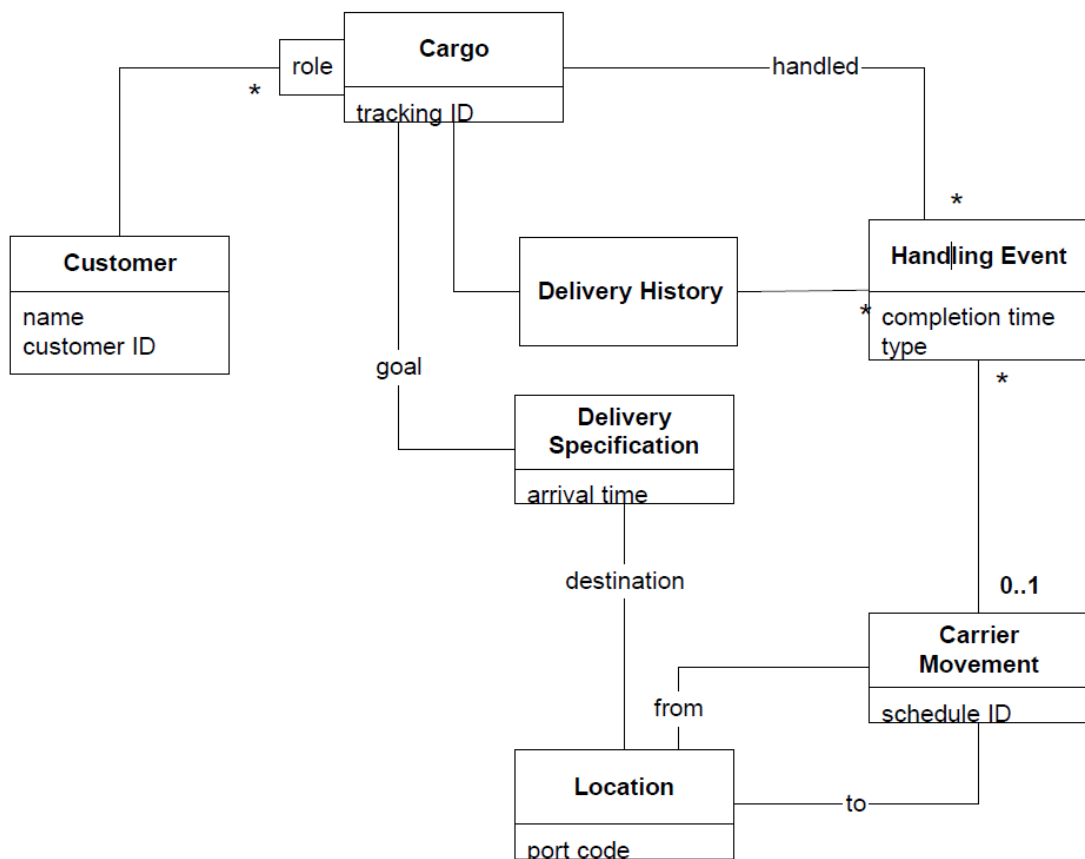 Cargo
role
handled
*
tracking ID
*
Customer
Handling Event
Delivery History
name
customer ID
*
completion time
type
goal
*
Delivery
Specification
arrival time
destination
0..1
Carrier
Movement
from
schedule ID
Location
to
port code